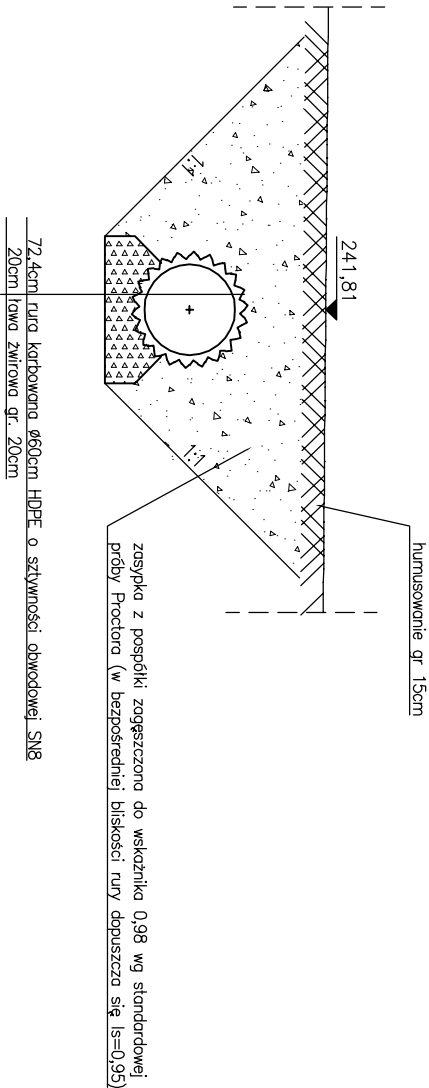 humusowanie gr 15cm
241,81
1:1
1:1
zasypka z pospółki zagęszczona do wskaźnika 0,98 wg standardowej
próby Proctora (w bezpośredniej bliskości rury dopuszcza się Is=0,95)
72,4cm rura karbowana ø60cm HDPE o sztywności obwodowej SN8
20cm ława żwirowa gr. 20cm